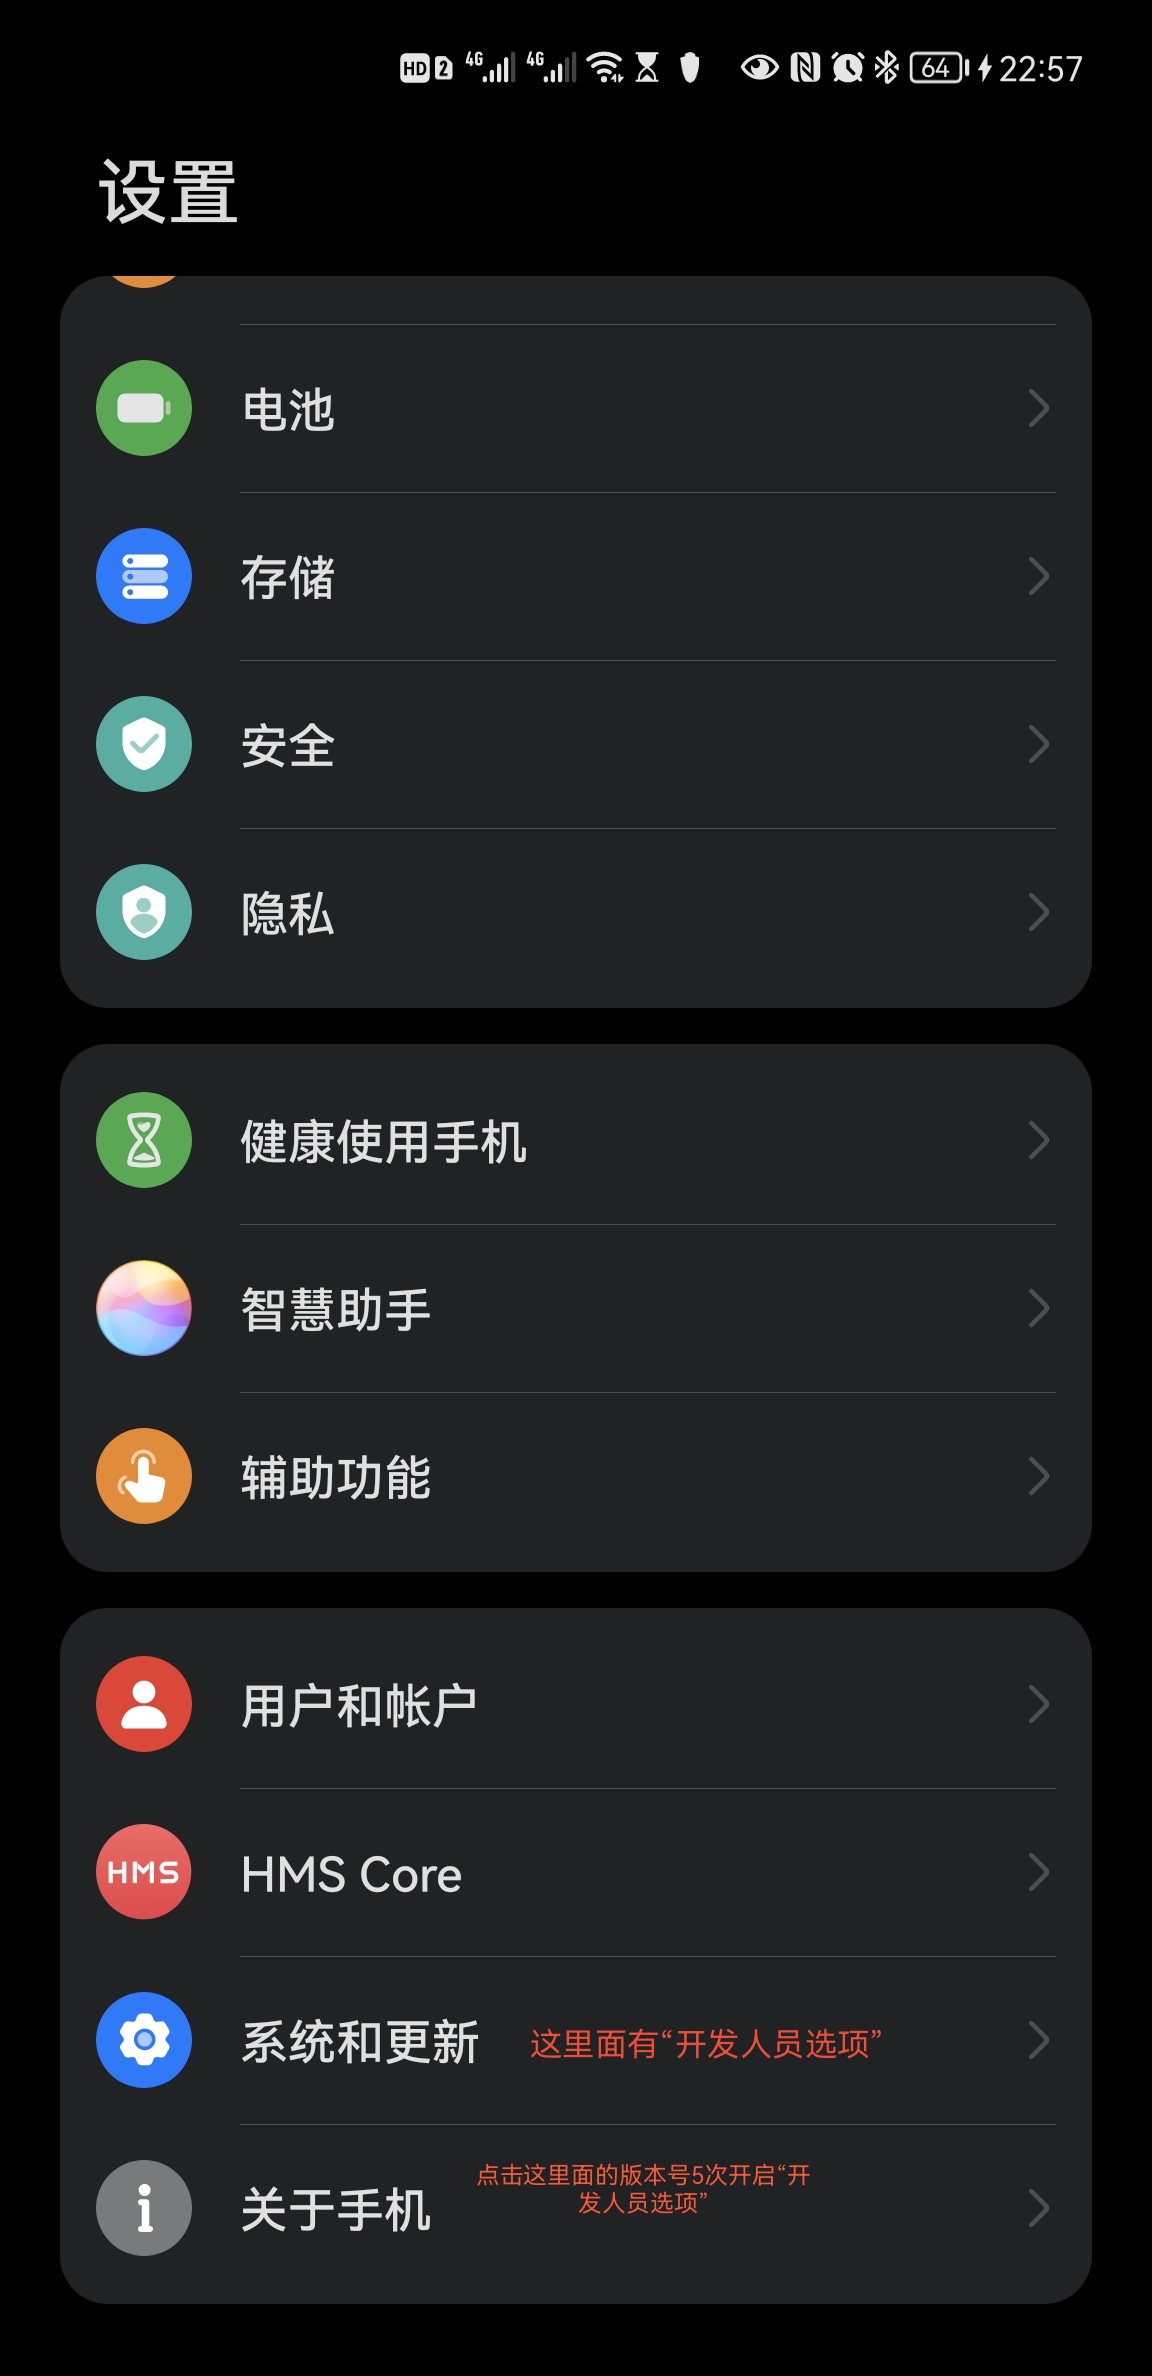 HD 2 4G 4G 64 22:57
设置
电池
存储
安全
隐私
健康使用手机
智慧助手
辅助功能
用户和帐户
HMS HMS Core
系统和更新 这里面有“开发人员选项”
点击这里面的版本号5次开启“开
发人员选项”
关于手机